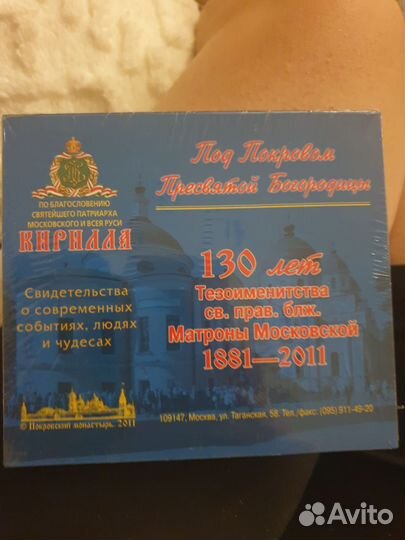 ПО БЛАГОСЛОВЕНИЮ
СВЯТЕЙШЕГО ПАТРИАРХА
МОСКОВСКОГО И ВСЕЯ РУСИ
КИРИЛЛА
Свидетельства
о современных
событиях, людях
и чудесах
© Покровский монастырь. 2011
Под Покровом
Пресвятой Богородицы
130 лет
Тезоименитства
св. прав. блж.
Матроны Московской
1881—2011
109147, Москва, ул. Таганская, 58. Тел./факс: (095) 911-49-20
Avito